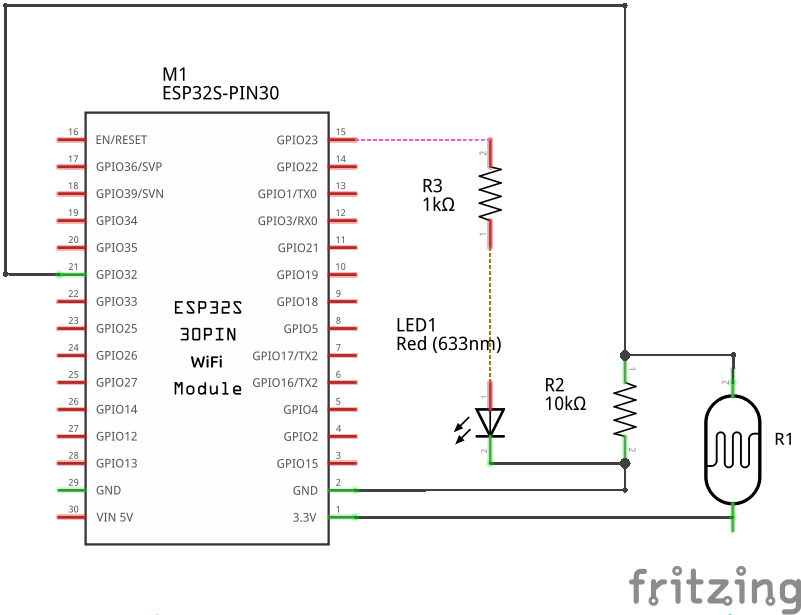 M1
ESP32S-PIN30
16 EN/RESET GPIO23 15
17 GPIO36/SVP GPIO22 14
18 GPIO39/SVN GPIO1/TX0 13
19 GPIO34 GPIO3/RX0 12
20 GPIO35 GPIO21 11
21 GPIO32 GPIO19 10
22 GPIO33 GPIO18 9
23 GPIO25 GPIO5 8
24 GPIO26 GPIO17/TX2 7
25 GPIO27 GPIO16/TX2 6
26 GPIO14 GPIO4 5
27 GPIO12 GPIO2 4
28 GPIO13 GPIO15 3
29 GND GND 2
30 VIN 5V 3.3V 1
ESP32S
30PIN
WiFi
Module
2
R3
1kΩ
1
LED1
Red (633nm)
1
2
R2
10kΩ
1
2
2
R1
fritzing